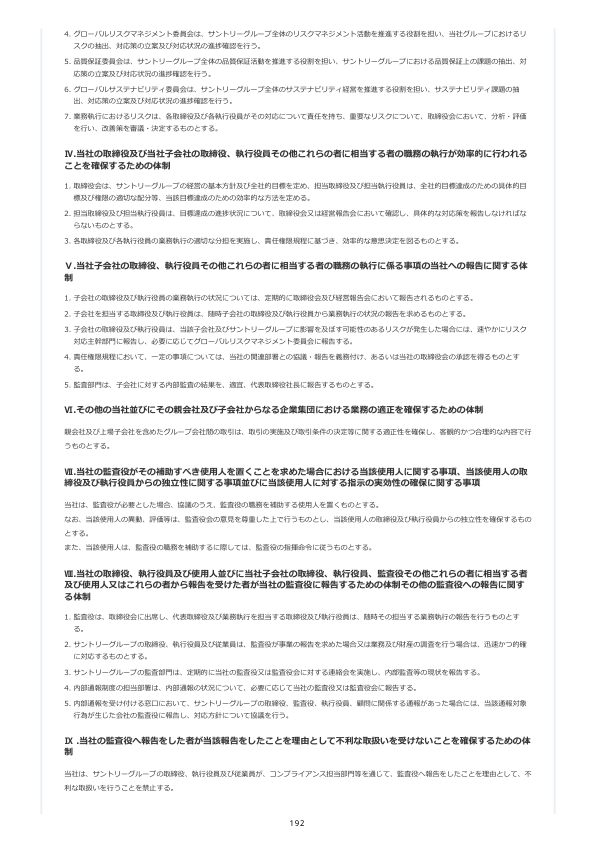 4. グローバルリスクマネジメント委員会は、サントリーグループ全体のリスクマネジメント活動を推進する役割を担い、当社グループにおけるリ
スクの抽出、対応策の立案及び対応状況の進捗確認を行う。
5. 品質保証委員会は、サントリーグループ全体の品質保証活動を推進する役割を担い、サントリーグループにおける品質保証上の課題の抽出、対
応策の立案及び対応状況の進捗確認を行う。
6. グローバルサステナビリティ委員会は、サントリーグループ全体のサステナビリティ経営を推進する役割を担い、サステナビリティ課題の抽
出、対応策の立案及び対応状況の進捗確認を行う。
7. 業務執行におけるリスクは、各取締役及び各執行役員がその対応について責任を持ち、重要なリスクについて、取締役会において、分析・評価
を行い、改善策を審議・決定するものとする。
Ⅳ.当社の取締役及び当社子会社の取締役、執行役員その他これらの者に相当する者の職務の執行が効率的に行われる
ことを確保するための体制
1. 取締役会は、サントリーグループの経営の基本方針及び全社的目標を定め、担当取締役及び担当執行役員は、全社的目標達成のための具体的目
標及び権限の適切な配分等、当該目標達成のための効率的な方法を定める。
2. 担当取締役及び担当執行役員は、目標達成の進捗状況について、取締役会又は経営報告会において確認し、具体的な対応策を報告しなければな
らないものとする。
3. 各取締役及び各執行役員の業務執行の適切な分担を実施し、責任権限規程に基づき、効率的な意思決定を図るものとする。
Ⅴ.当社子会社の取締役、執行役員その他これらの者に相当する者の職務の執行に係る事項の当社への報告に関する体
制
1. 子会社の取締役及び執行役員の業務執行の状況については、定期的に取締役会及び経営報告会において報告されるものとする。
2. 子会社を担当する取締役及び執行役員は、随時子会社の取締役及び執行役員から業務執行の状況の報告を求めるものとする。
3. 子会社の取締役及び執行役員は、当該子会社及びサントリーグループに影響を及ぼす可能性のあるリスクが発生した場合には、速やかにリスク
対応主幹部門に報告し、必要に応じてグローバルリスクマネジメント委員会に報告する。
4. 責任権限規程において、一定の事項については、当社の関連部署との協議・報告を義務付け、あるいは当社の取締役会の承認を得るものとす
る。
5. 監査部門は、子会社に対する内部監査の結果を、適宜、代表取締役社長に報告するものとする。
Ⅵ.その他の当社並びにその親会社及び子会社からなる企業集団における業務の適正を確保するための体制
親会社及び上場子会社を含めたグループ会社間の取引は、取引の実施及び取引条件の決定等に関する適正性を確保し、客観的かつ合理的な内容で行
うものとする。
Ⅶ.当社の監査役がその補助すべき使用人を置くことを求めた場合における当該使用人に関する事項、当該使用人の取
締役及び執行役員からの独立性に関する事項並びに当該使用人に対する指示の実効性の確保に関する事項
当社は、監査役が必要とした場合、協議のうえ、監査役の職務を補助する使用人を置くものとする。
なお、当該使用人の異動、評価等は、監査役会の意見を尊重した上で行うものとし、当該使用人の取締役及び執行役員からの独立性を確保するもの
とする。
また、当該使用人は、監査役の職務を補助するに際しては、監査役の指揮命令に従うものとする。
Ⅷ.当社の取締役、執行役員及び使用人並びに当社子会社の取締役、執行役員、監査役その他これらの者に相当する者
及び使用人又はこれらの者から報告を受けた者が当社の監査役に報告するための体制その他の監査役への報告に関す
る体制
1. 監査役は、取締役会に出席し、代表取締役及び業務執行を担当する取締役及び執行役員は、随時その担当する業務執行の報告を行うものとす
る。
2. サントリーグループの取締役、執行役員及び従業員は、監査役が事業の報告を求めた場合又は業務及び財産の調査を行う場合は、迅速かつ的確
に対応するものとする。
3. サントリーグループの監査部門は、定期的に当社の監査役又は監査役会に対する連絡会を実施し、内部監査等の現状を報告する。
4. 内部通報制度の担当部署は、内部通報の状況について、必要に応じて当社の監査役又は監査役会に報告する。
5. 内部通報を受け付ける窓口において、サントリーグループの取締役、監査役、執行役員、顧問に関係する通報があった場合には、当該通報対象
行為が生じた会社の監査役に報告し、対応方針について協議を行う。
Ⅸ .当社の監査役へ報告をした者が当該報告をしたことを理由として不利な取扱いを受けないことを確保するための体
制
当社は、サントリーグループの取締役、執行役員及び従業員が、コンプライアンス担当部門等を通じて、監査役へ報告をしたことを理由として、不
利な取扱いを行うことを禁止する。
192